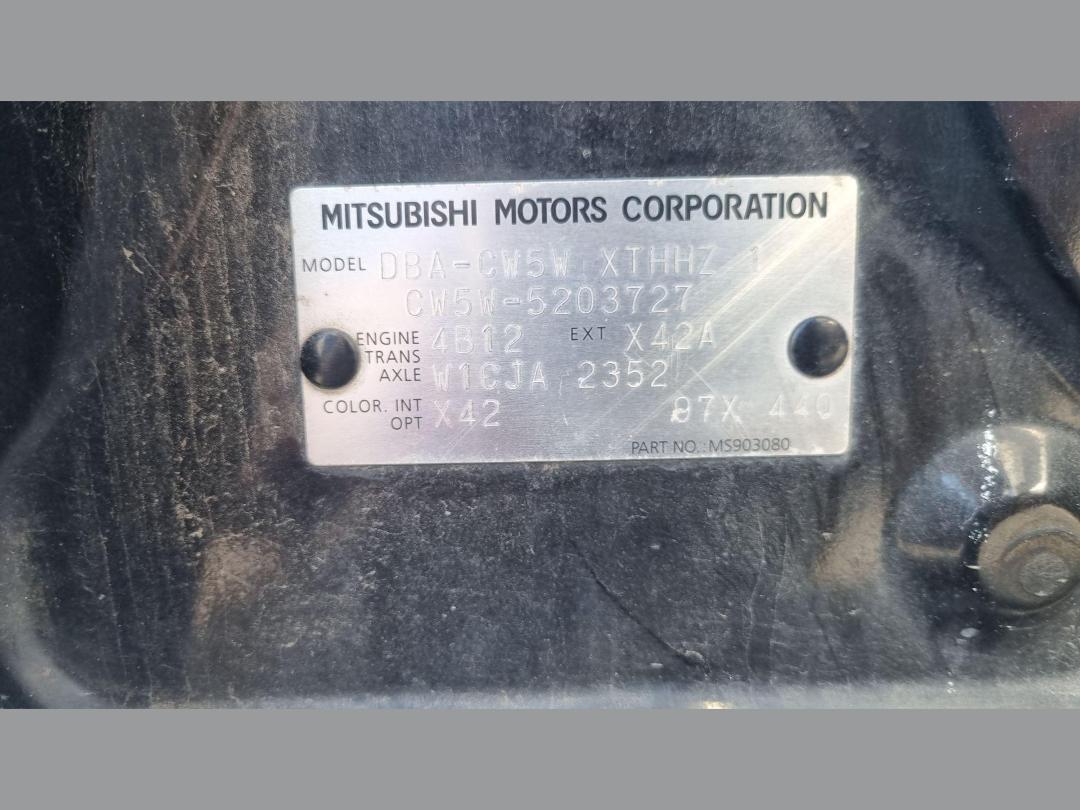 MITSUBISHI MOTORS CORPORATION
MODEL DBA-CW5W XTHHZ 1
CW5W-5203727
ENGINE 4B12 EXT X42A
TRANS AXLE W1CJA 2352
COLOR. INT OPT X42 87X 440
PART NO.: MS903080